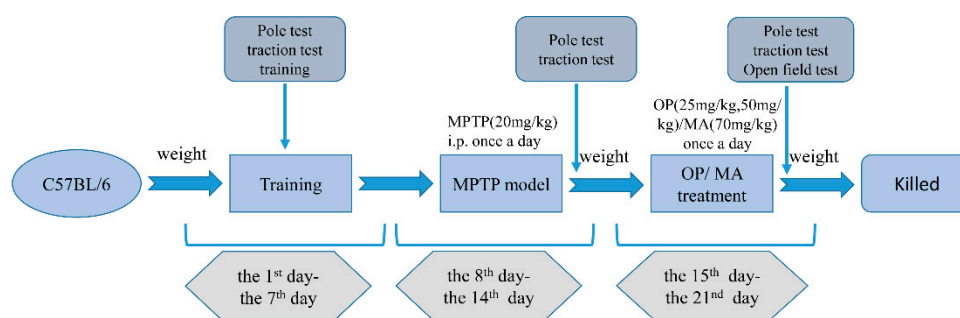 Pole test
traction test
training
Pole test
traction test
Pole test
traction test
Open field test
MPTP(20mg/kg)
i.p. once a day
OP(25mg/kg,50mg/
kg)/MA(70mg/kg)
once a day
weight
weight
weight
C57BL/6
Training
MPTP model
OP/ MA
treatment
Killed
the 1st day-
the 7th day
the 8th day-
the 14th day
the 15th day-
the 21nd day